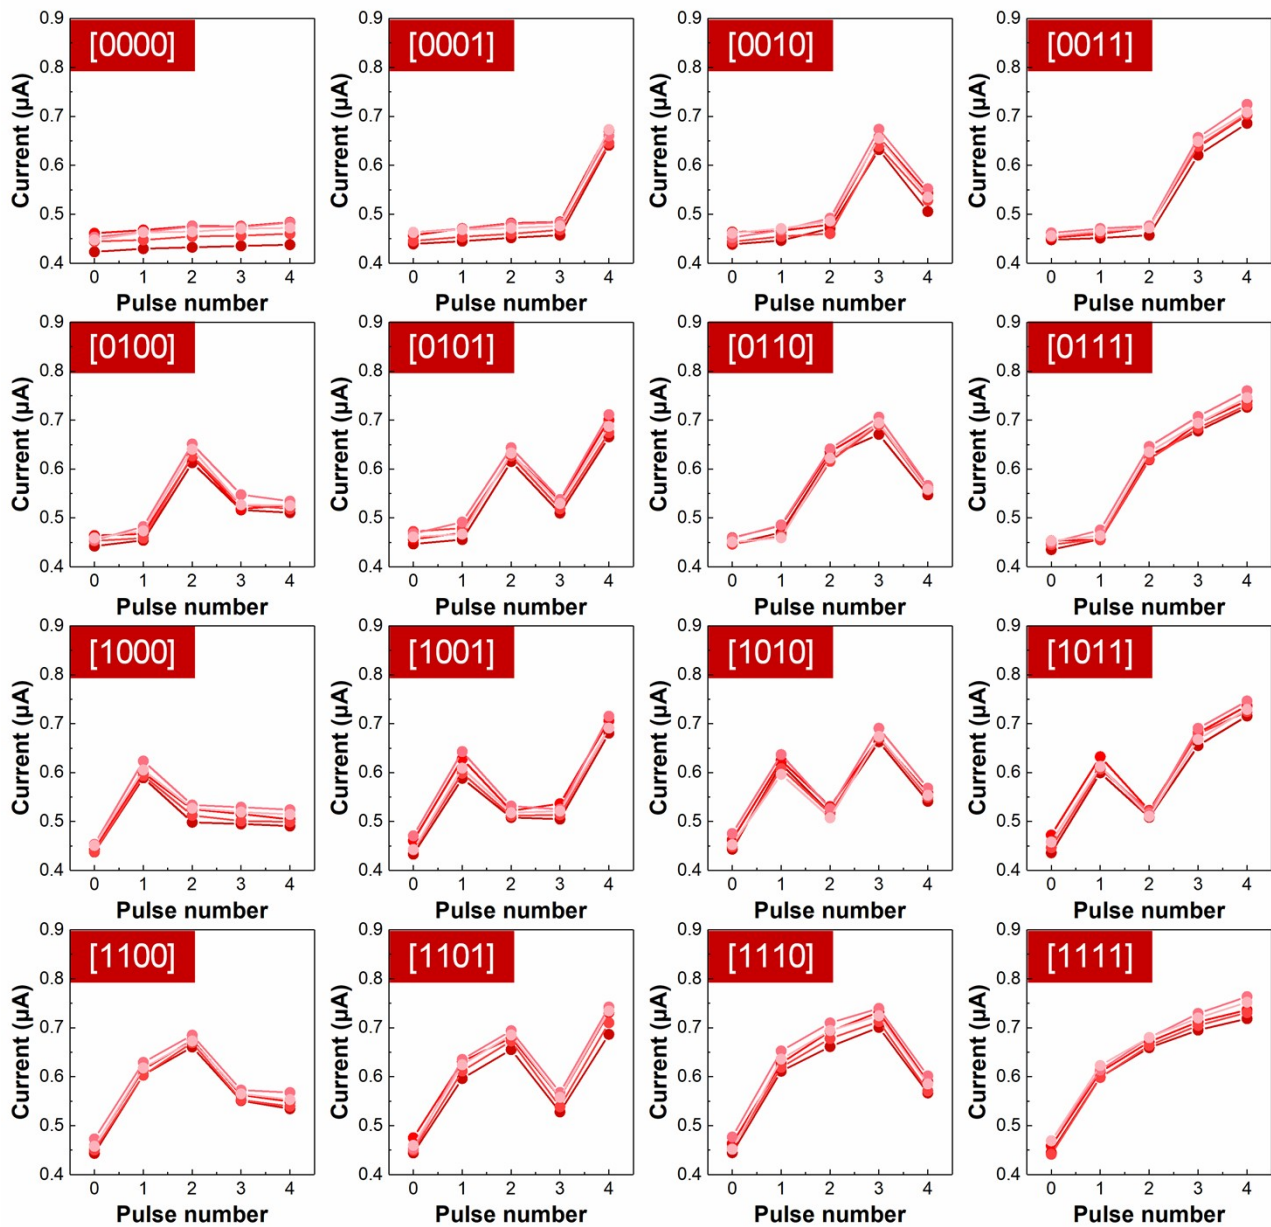 [0000]
Current (μA)
0.9
0.8
0.7
0.6
0.5
0.4
0 1 2 3 4
Pulse number
[0001]
Current (μA)
0.9
0.8
0.7
0.6
0.5
0.4
0 1 2 3 4
Pulse number
[0010]
Current (μA)
0.9
0.8
0.7
0.6
0.5
0.4
0 1 2 3 4
Pulse number
[0011]
Current (μA)
0.9
0.8
0.7
0.6
0.5
0.4
0 1 2 3 4
Pulse number
[0100]
Current (μA)
0.9
0.8
0.7
0.6
0.5
0.4
0 1 2 3 4
Pulse number
[0101]
Current (μA)
0.9
0.8
0.7
0.6
0.5
0.4
0 1 2 3 4
Pulse number
[0110]
Current (μA)
0.9
0.8
0.7
0.6
0.5
0.4
0 1 2 3 4
Pulse number
[0111]
Current (μA)
0.9
0.8
0.7
0.6
0.5
0.4
0 1 2 3 4
Pulse number
[1000]
Current (μA)
0.9
0.8
0.7
0.6
0.5
0.4
0 1 2 3 4
Pulse number
[1001]
Current (μA)
0.9
0.8
0.7
0.6
0.5
0.4
0 1 2 3 4
Pulse number
[1010]
Current (μA)
0.9
0.8
0.7
0.6
0.5
0.4
0 1 2 3 4
Pulse number
[1011]
Current (μA)
0.9
0.8
0.7
0.6
0.5
0.4
0 1 2 3 4
Pulse number
[1100]
Current (μA)
0.9
0.8
0.7
0.6
0.5
0.4
0 1 2 3 4
Pulse number
[1101]
Current (μA)
0.9
0.8
0.7
0.6
0.5
0.4
0 1 2 3 4
Pulse number
[1110]
Current (μA)
0.9
0.8
0.7
0.6
0.5
0.4
0 1 2 3 4
Pulse number
[1111]
Current (μA)
0.9
0.8
0.7
0.6
0.5
0.4
0 1 2 3 4
Pulse number